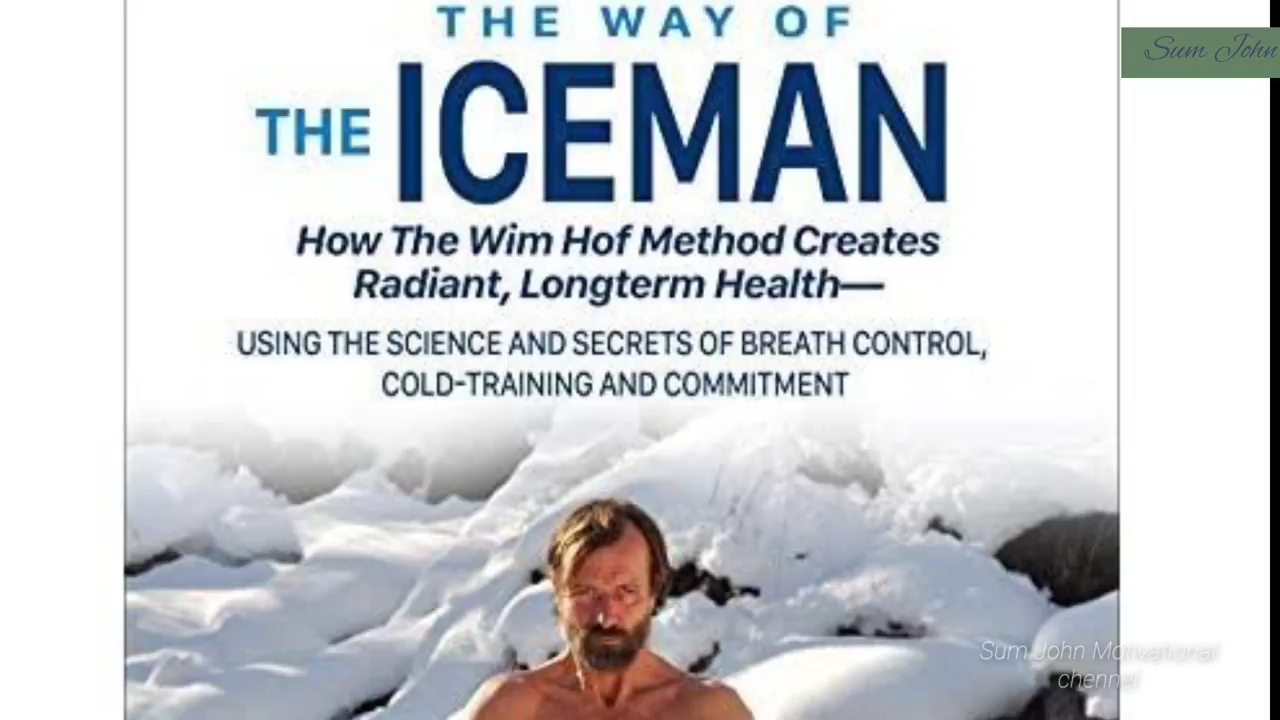 THE WAY OF
THE ICEMAN
How The Wim Hof Method Creates
Radiant, Longterm Health—
USING THE SCIENCE AND SECRETS OF BREATH CONTROL,
COLD-TRAINING AND COMMITMENT
Sum John
Sum John Motivational
chennel